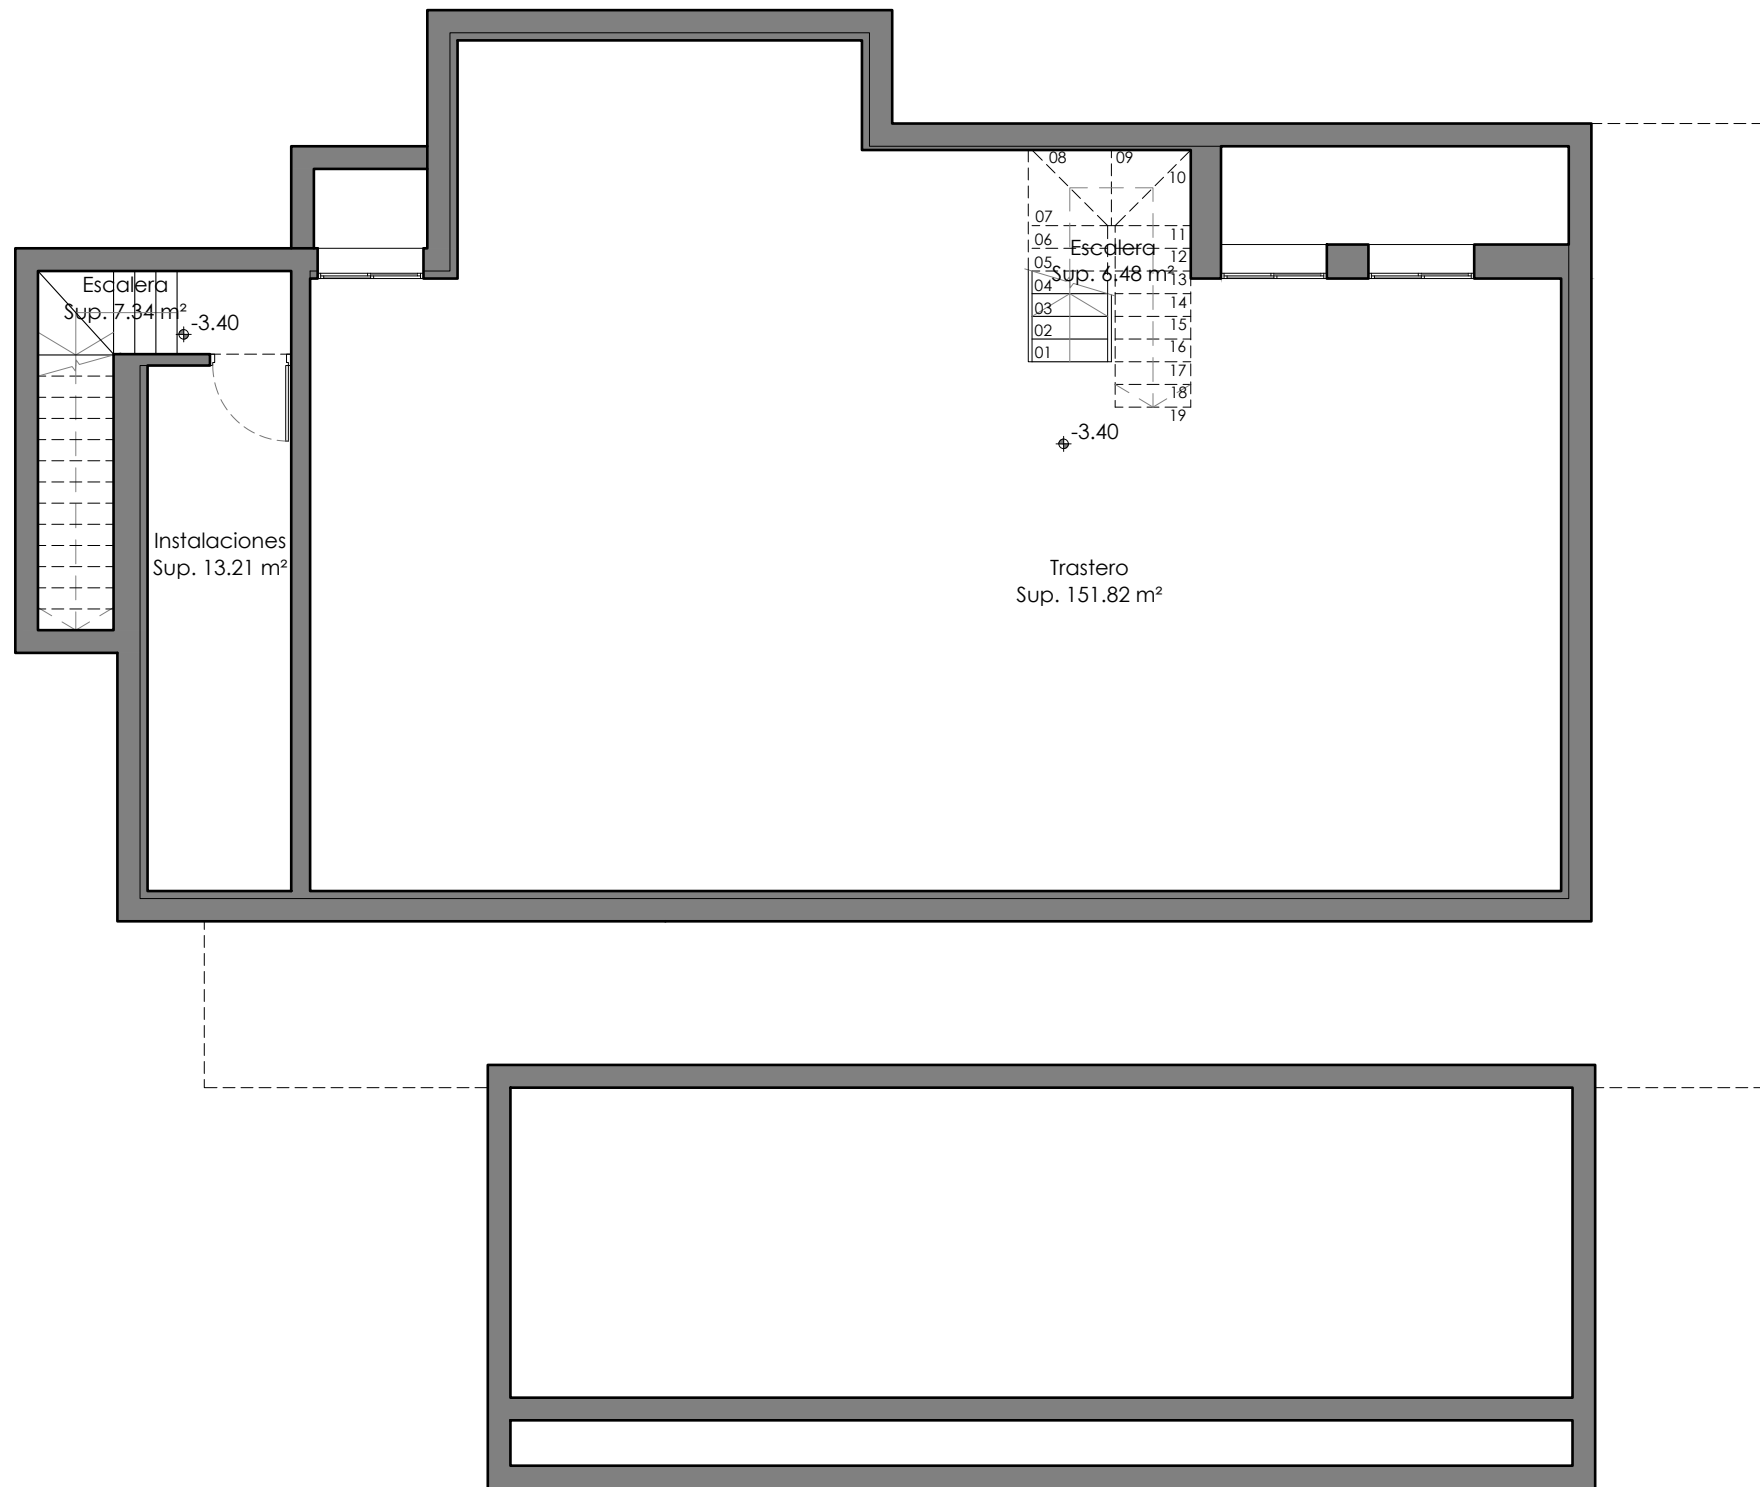 08
09
10
07
06
05
04
03
02
01
11
12
13
14
15
16
17
18
19
Escalera
Sup. 6.48 m²
Escalera
Sup. 7.34 m²
-3.40
-3.40
Instalaciones
Sup. 13.21 m²
Trastero
Sup. 151.82 m²